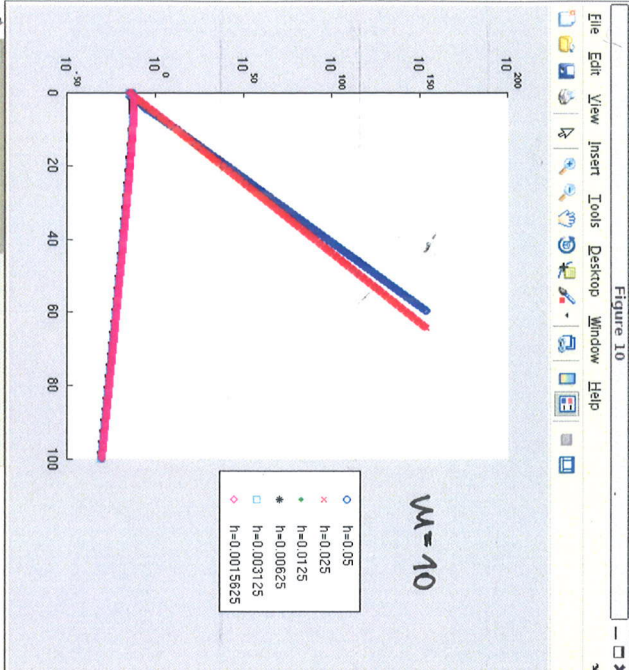 Figure 10
File Edit View Insert Tools Desktop Window Help
10^200
10^150
10^100
10^50
10^0
10^-50
0 20 40 60 80 100
M=10
h=0.05
h=0.025
h=0.0125
h=0.00625
h=0.003125
h=0.0015625